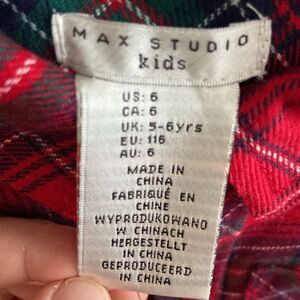 MAX STUDIO
kids
US: 6
CA: 6
UK: 5-6yrs
EU: 116
AU: 6
MADE IN
CHINA
FABRIQUÉ EN
CHINE
WYPRODUKOWANO
W CHINACH
HERGESTELLT
IN CHINA
GEPRODUCEERD
IN CHINA